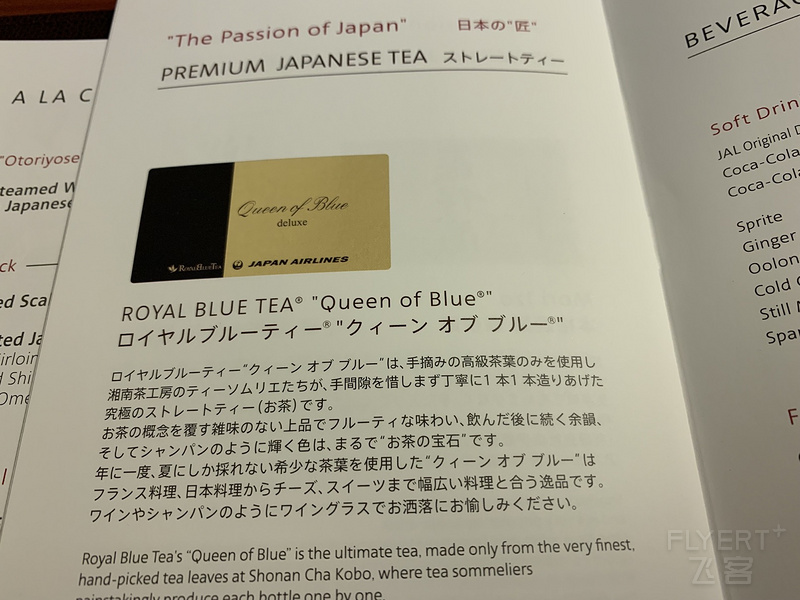 A LA C
"Otoriyose
Japanese
"The Passion of Japan" 日本の"匠"
PREMIUM JAPANESE TEA ストレートティー
Queen of Blue
deluxe
ROYALBLUETEA
JAPAN AIRLINES
ROYAL BLUE TEA® "Queen of Blue®"
ロイヤルブルーティー®"クィーン オブ ブルー®"
ロイヤルブルーティー"クィーン オブ ブルー"は、手摘みの高級茶葉のみを使用し
湘南茶工房のティーソムリエたちが、手間隙を惜しまず丁寧に1本1本造りあげた
究極のストレートティー(お茶)です。
お茶の概念を覆す雑味のない上品でフルーティな味わい、飲んだ後に続く余韻、
そしてシャンパンのように輝く色は、まるで"お茶の宝石"です。
年に一度、夏にしか採れない希少な茶葉を使用した"クィーン オブ ブルー"は
フランス料理、日本料理からチーズ、スイーツまで幅広い料理と合う逸品です。
ワインやシャンパンのようにワイングラスでお洒落にお愉しみください。
Royal Blue Tea's "Queen of Blue" is the ultimate tea, made only from the very finest,
hand-picked tea leaves at Shonan Cha Kobo, where tea sommeliers
painstakingly produce each bottle one by one.
BEVERAG
Soft Drin
JAL Original D
Coca-Cola
Coca-Cola
Sprite
Ginger
Oolon
Cold
Still
Spar
FLYERT+
飞客